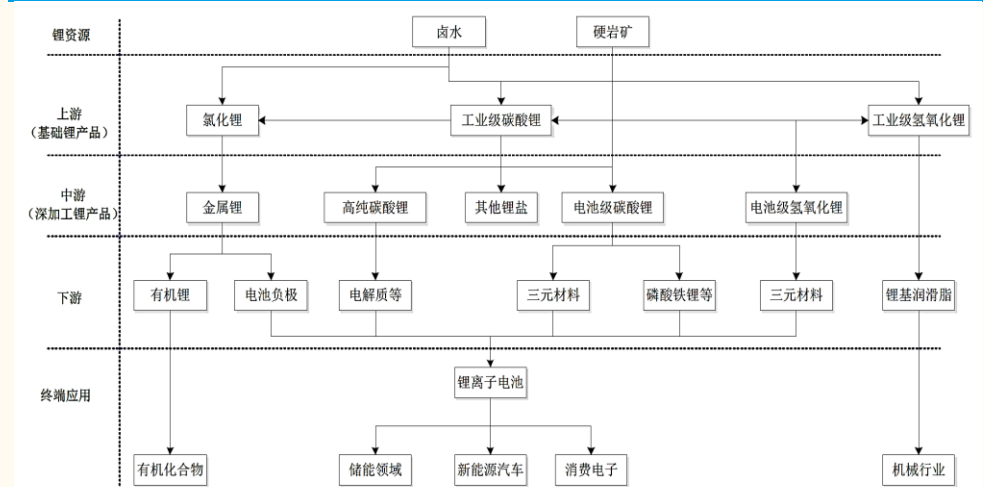 锂资源
卤水
硬岩矿
上游
（基础锂产品）
氯化锂
工业级碳酸锂
工业级氢氧化锂
中游
（深加工锂产品）
金属锂
高纯碳酸锂
其他锂盐
电池级碳酸锂
电池级氢氧化锂
下游
有机锂
电池负极
电解质等
三元材料
磷酸铁锂等
三元材料
锂基润滑脂
终端应用
锂离子电池
有机化合物
储能领域
新能源汽车
消费电子
机械行业